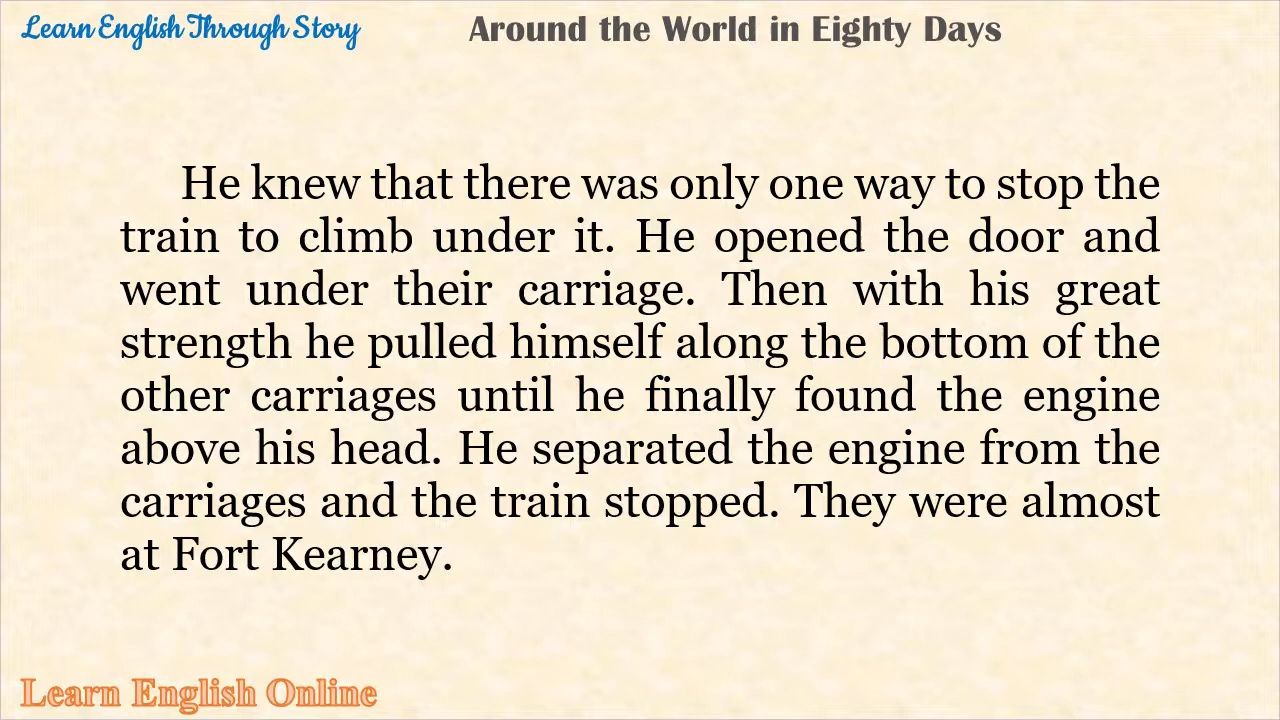 Learn English Through Story
Around the World in Eighty Days
He knew that there was only one way to stop the
train to climb under it. He opened the door and
went under their carriage. Then with his great
strength he pulled himself along the bottom of the
other carriages until he finally found the engine
above his head. He separated the engine from the
carriages and the train stopped. They were almost
at Fort Kearney.
Learn English Online